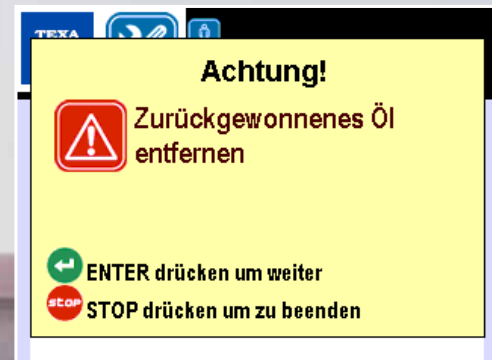 TEXA
Achtung!
Zurückgewonnenes Öl
entfernen
ENTER drücken um weiter
STOP drücken um zu beenden